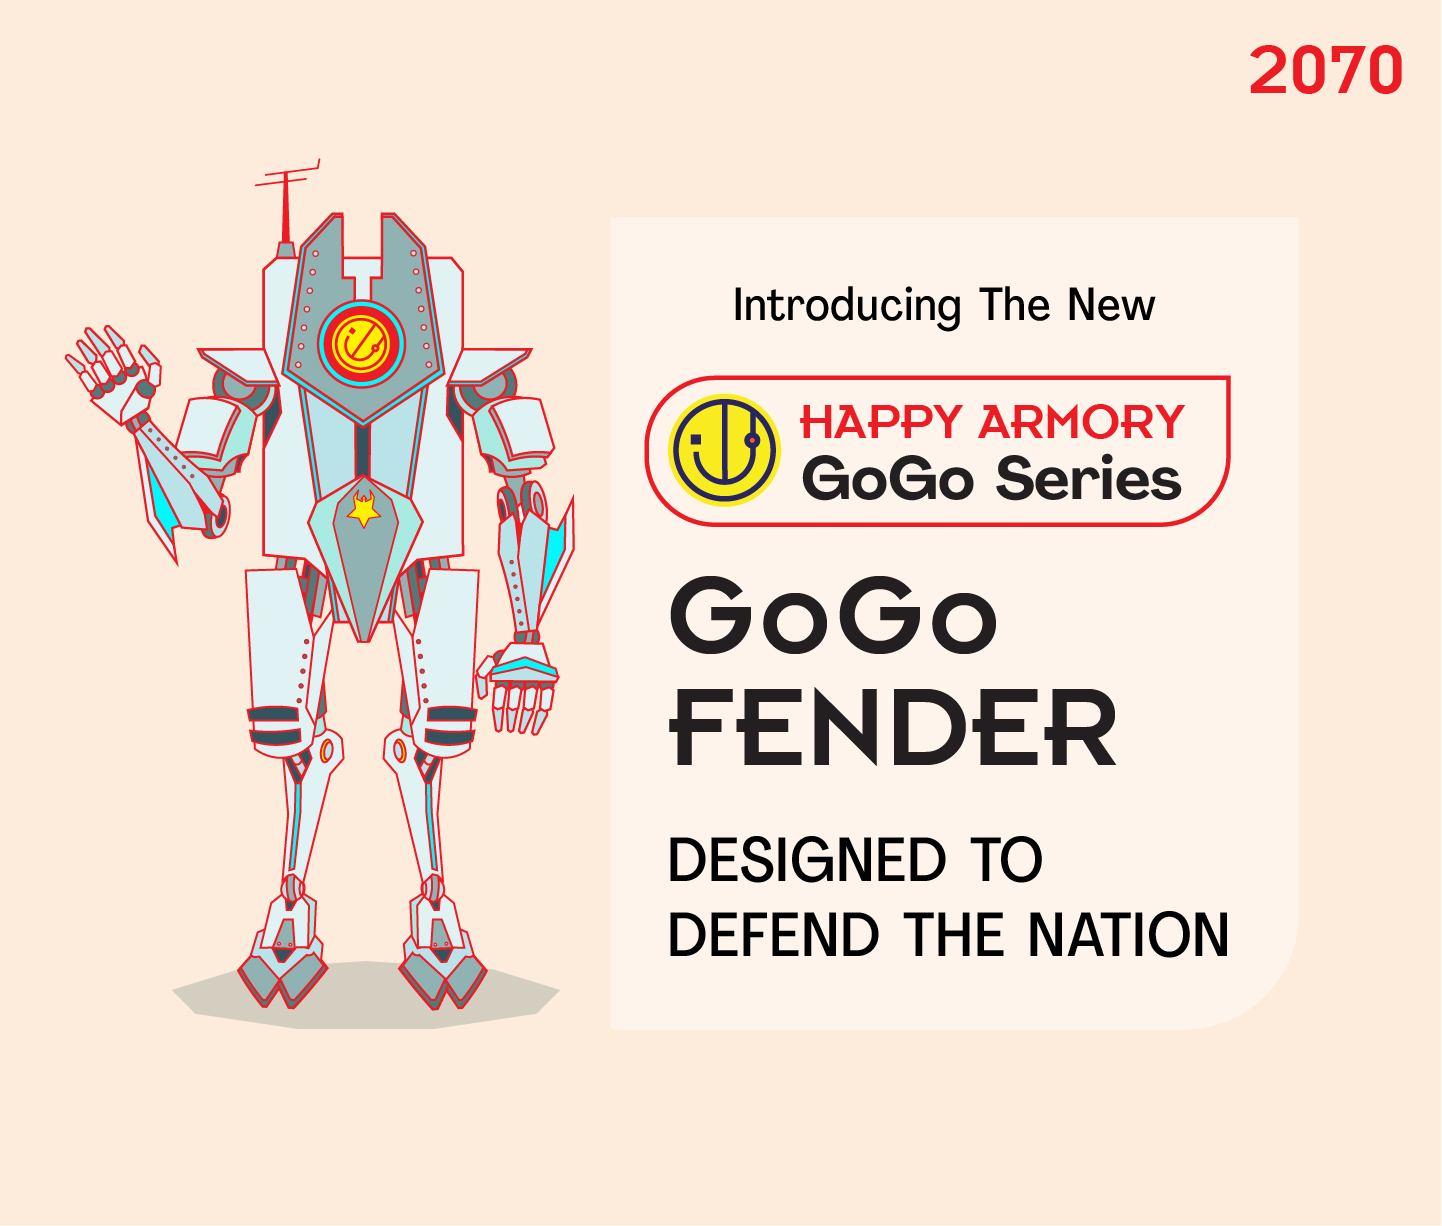 2070
Introducing The New
HAPPY ARMORY
GoGo Series
GoGo
FENDER
DESIGNED TO
DEFEND THE NATION